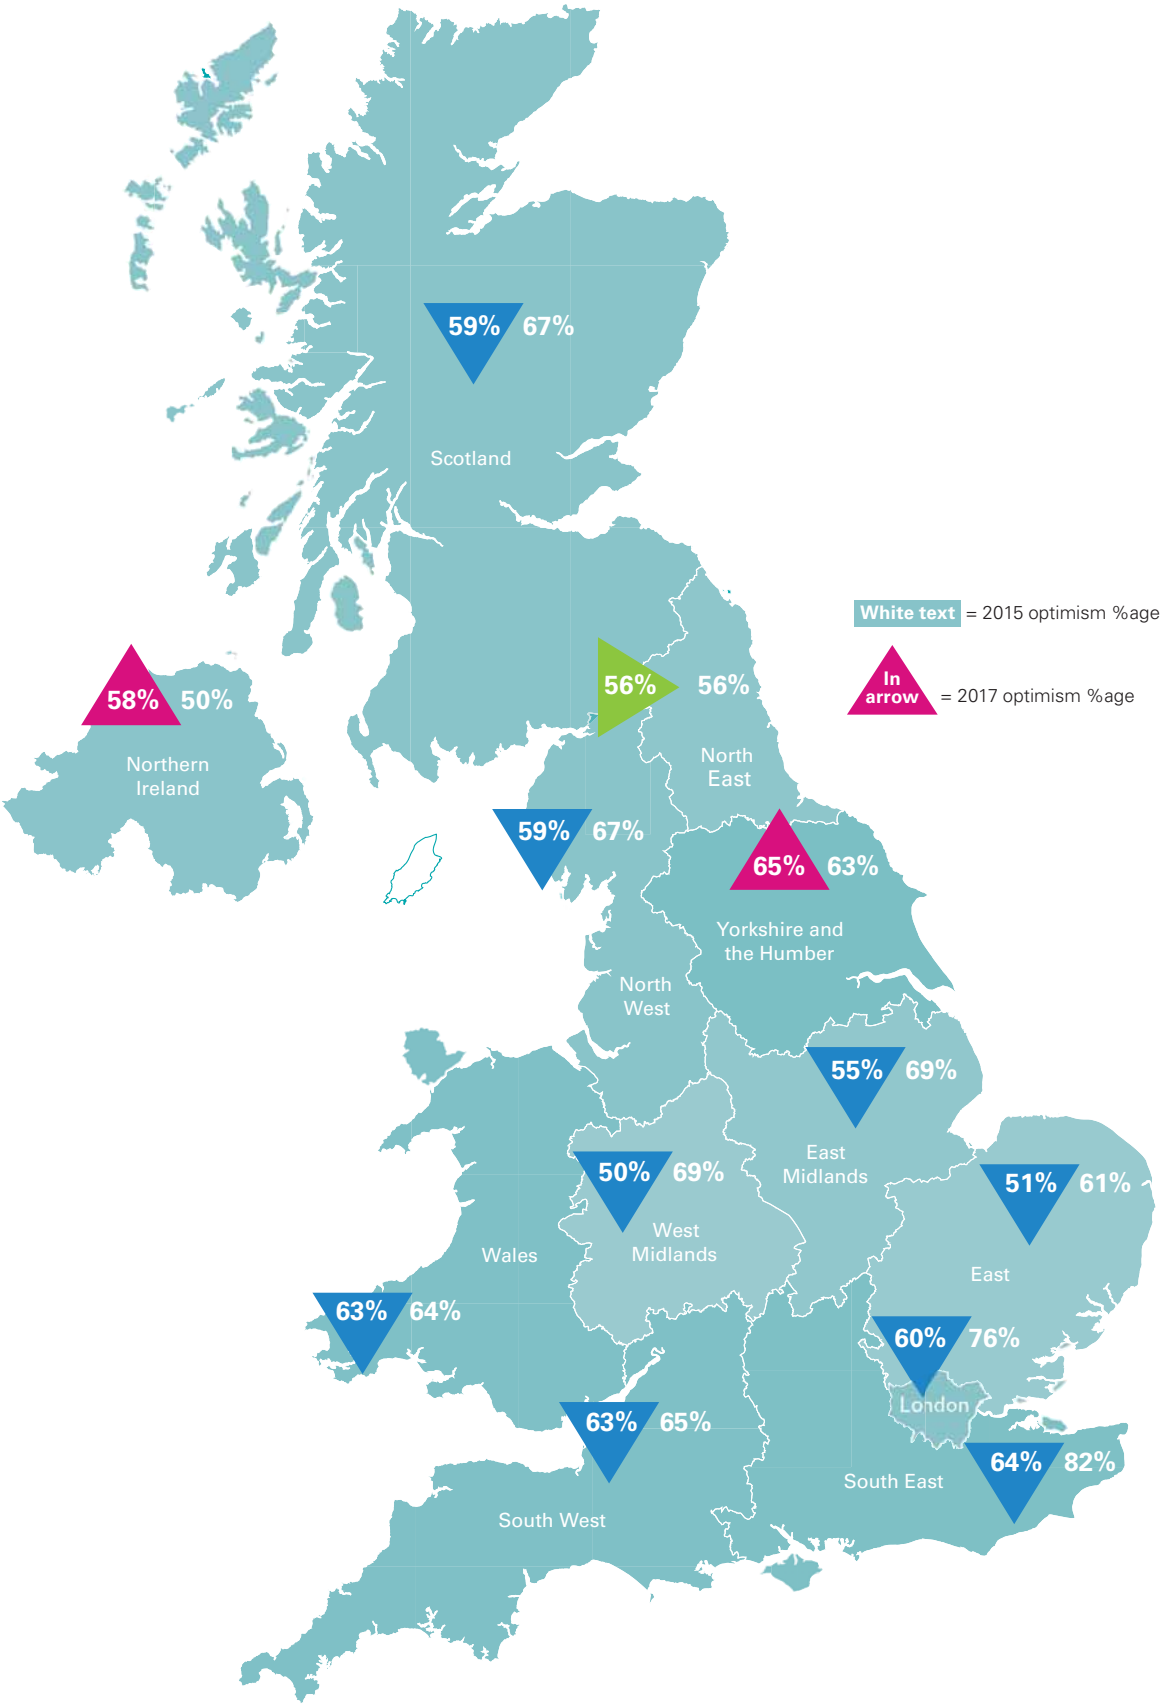 59% 67%
Scotland
White text = 2015 optimism %age
In
arrow = 2017 optimism %age
58% 50%
Northern
Ireland
56% 56%
North
East
59% 67%
65% 63%
Yorkshire and
the Humber
North
West
55% 69%
East
Midlands
50% 69%
West
Midlands
51% 61%
East
Wales
63% 64%
60% 76%
London
63% 65%
South West
64% 82%
South East